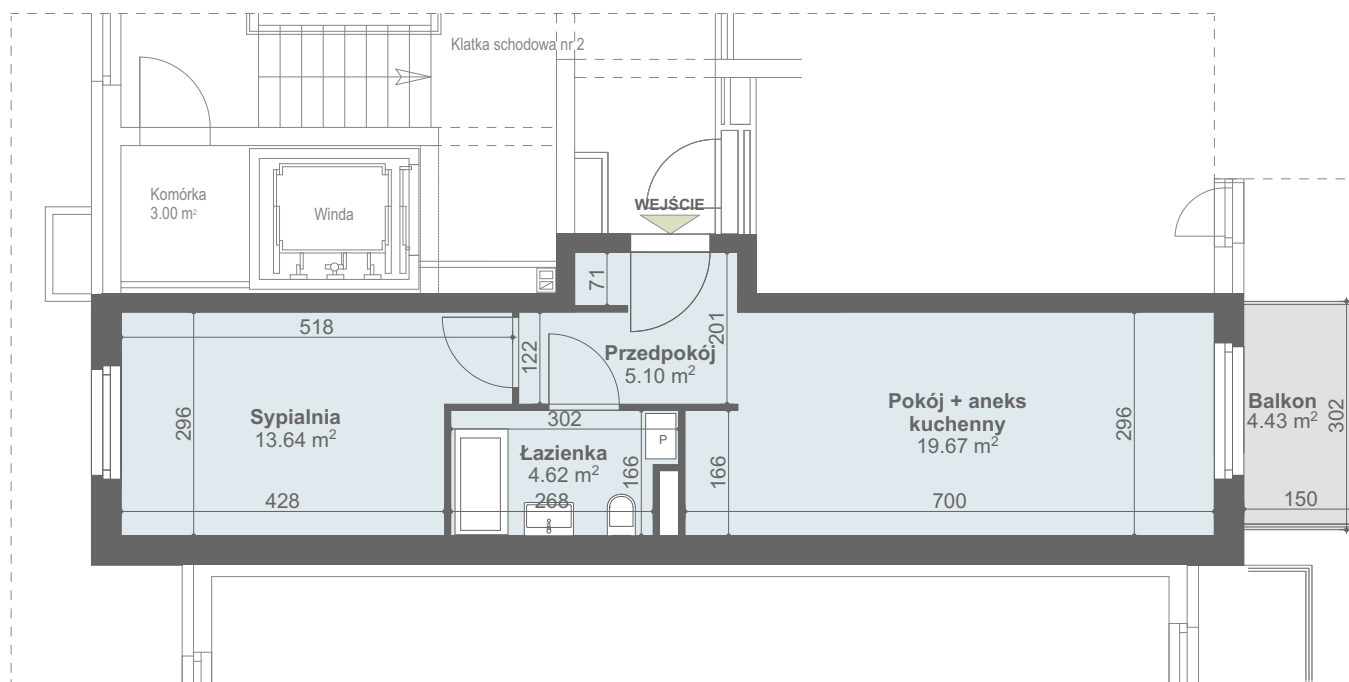 Klatka schodowa nr 2
Komórka
3.00 m²
Winda
WEJŚCIE
71
518
122
201
Przedpokój
5.10 m²
296
Sypialnia
13.64 m²
302
P
Łazienka
4.62 m²
166
166
Pokój + aneks
kuchenny
19.67 m²
296
Balkon
4.43 m²
302
428
268
700
150